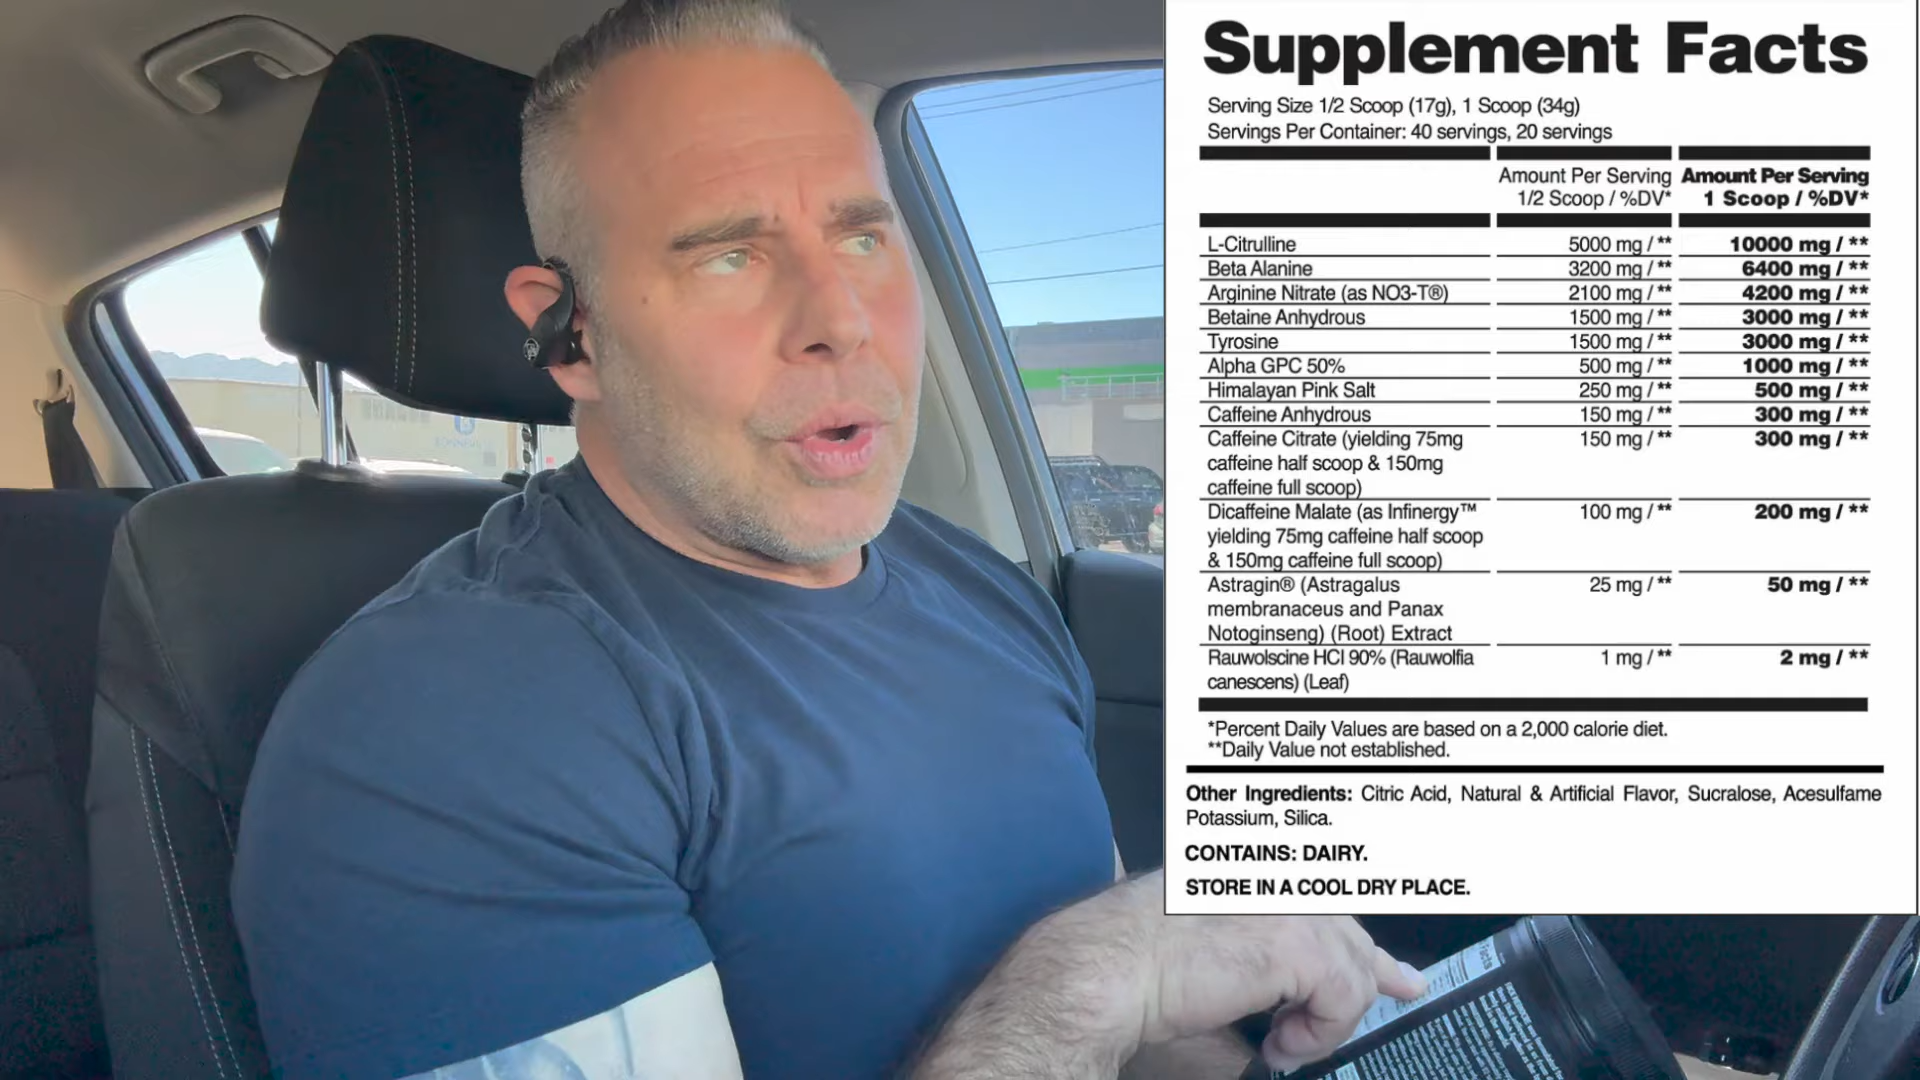 Supplement Facts
Serving Size 1/2 Scoop (17g), 1 Scoop (34g)
Servings Per Container: 40 servings, 20 servings
Amount Per Serving Amount Per Serving
1/2 Scoop / %DV* 1 Scoop / %DV*
L-Citrulline 5000 mg / ** 10000 mg / **
Beta Alanine 3200 mg / ** 6400 mg / **
Arginine Nitrate (as NO3-T®) 2100 mg / ** 4200 mg / **
Betaine Anhydrous 1500 mg / ** 3000 mg / **
Tyrosine 1500 mg / ** 3000 mg / **
Alpha GPC 50% 500 mg / ** 1000 mg / **
Himalayan Pink Salt 250 mg / ** 500 mg / **
Caffeine Anhydrous 150 mg / ** 300 mg / **
Caffeine Citrate (yielding 75mg 150 mg / ** 300 mg / **
caffeine half scoop & 150mg
caffeine full scoop)
Dicaffeine Malate (as Infinergy™ 100 mg / ** 200 mg / **
yielding 75mg caffeine half scoop
& 150mg caffeine full scoop)
Astragin® (Astragalus 25 mg / ** 50 mg / **
membranaceus and Panax
Notoginseng) (Root) Extract
Rauwolscine HCl 90% (Rauwolfia 1 mg / ** 2 mg / **
canescens) (Leaf)
*Percent Daily Values are based on a 2,000 calorie diet.
**Daily Value not established.
Other Ingredients: Citric Acid, Natural & Artificial Flavor, Sucralose, Acesulfame
Potassium, Silica.
CONTAINS: DAIRY.
STORE IN A COOL DRY PLACE.
Facts